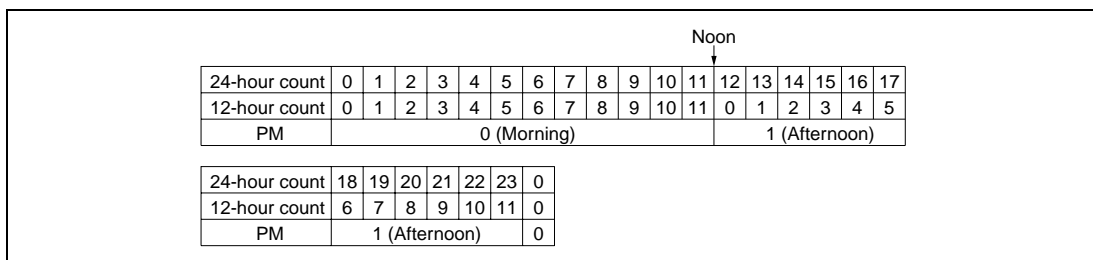 Noon
24-hour count 0 1 2 3 4 5 6 7 8 9 10 11 12 13 14 15 16 17
12-hour count 0 1 2 3 4 5 6 7 8 9 10 11 0 1 2 3 4 5
PM 0 (Morning) 1 (Afternoon)
24-hour count 18 19 20 21 22 23 0
12-hour count 6 7 8 9 10 11 0
PM 1 (Afternoon) 0